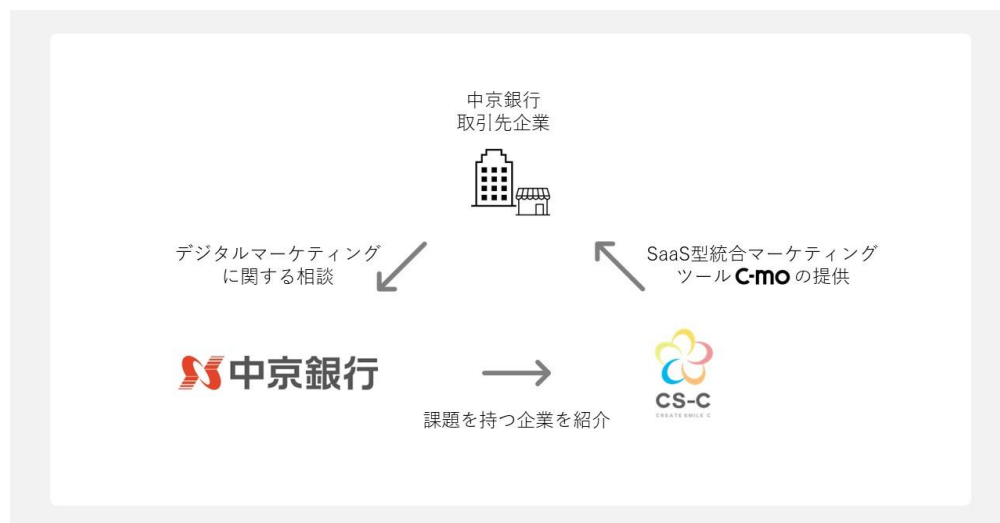 中京銀行
取引先企業
デジタルマーケティング
に関する相談
SaaS型統合マーケティング
ツール C-mo の提供
中京銀行
課題を持つ企業を紹介
CS-C
CREATE SMILE C